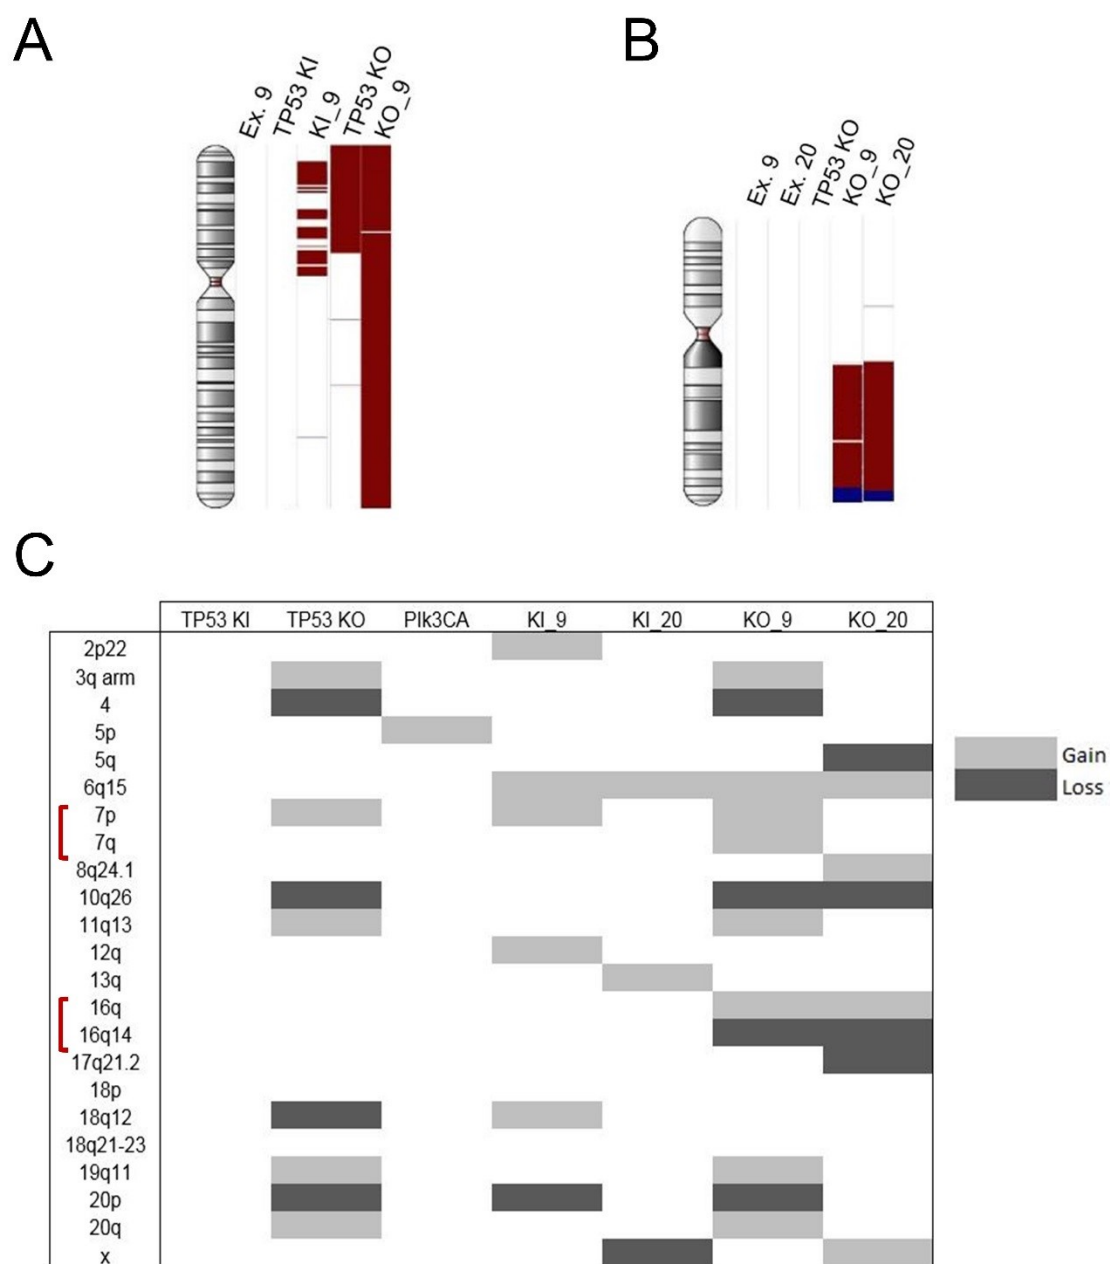 A
B
Ex. 9
TP53 KI
KI_9
TP53 KO
KO_9
Ex. 9
Ex. 20
TP53 KO
KO_9
KO_20
C
TP53 KI TP53 KO PIk3CA KI_9 KI_20 KO_9 KO_20
2p22
3q arm
4
5p
5q
6q15
7p
7q
8q24.1
10q26
11q13
12q
13q
16q
16q14
17q21.2
18p
18q12
18q21-23
19q11
20p
20q
x
Gain
Loss